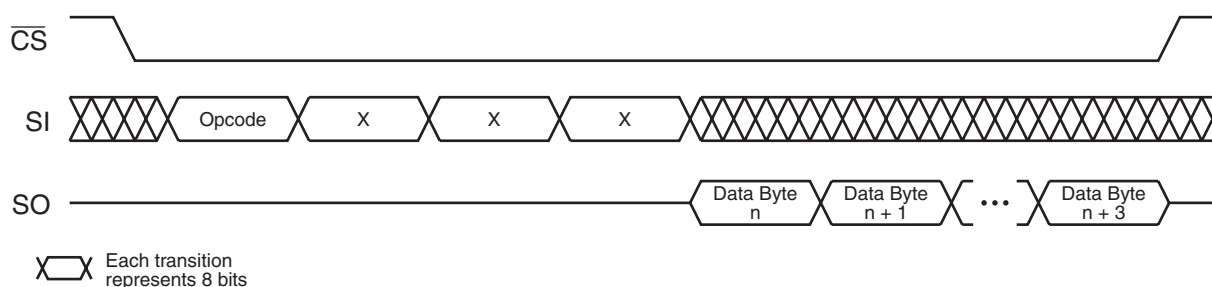 CS
SI Opcode X X X
SO Data Byte n Data Byte n + 1 ••• Data Byte n + 3
Each transition
represents 8 bits